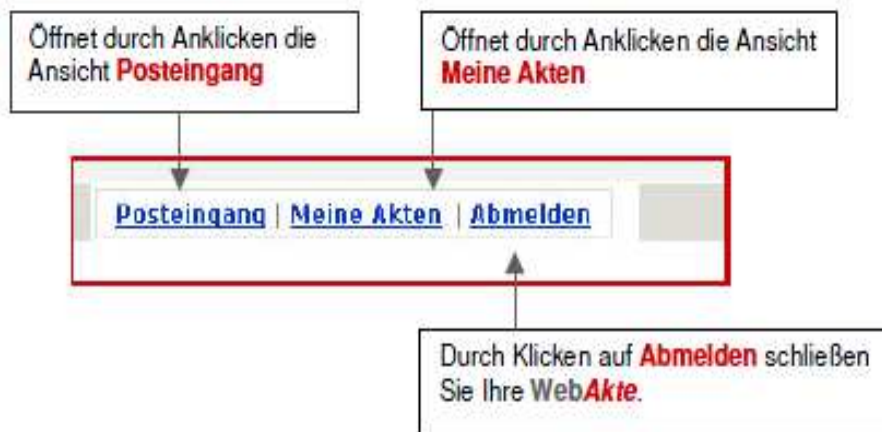 Öffnet durch Anklicken die
Ansicht Posteingang
Öffnet durch Anklicken die Ansicht
Meine Akten
Posteingang | Meine Akten | Abmelden
Durch Klicken auf Abmelden schließen
Sie Ihre WebAkte.